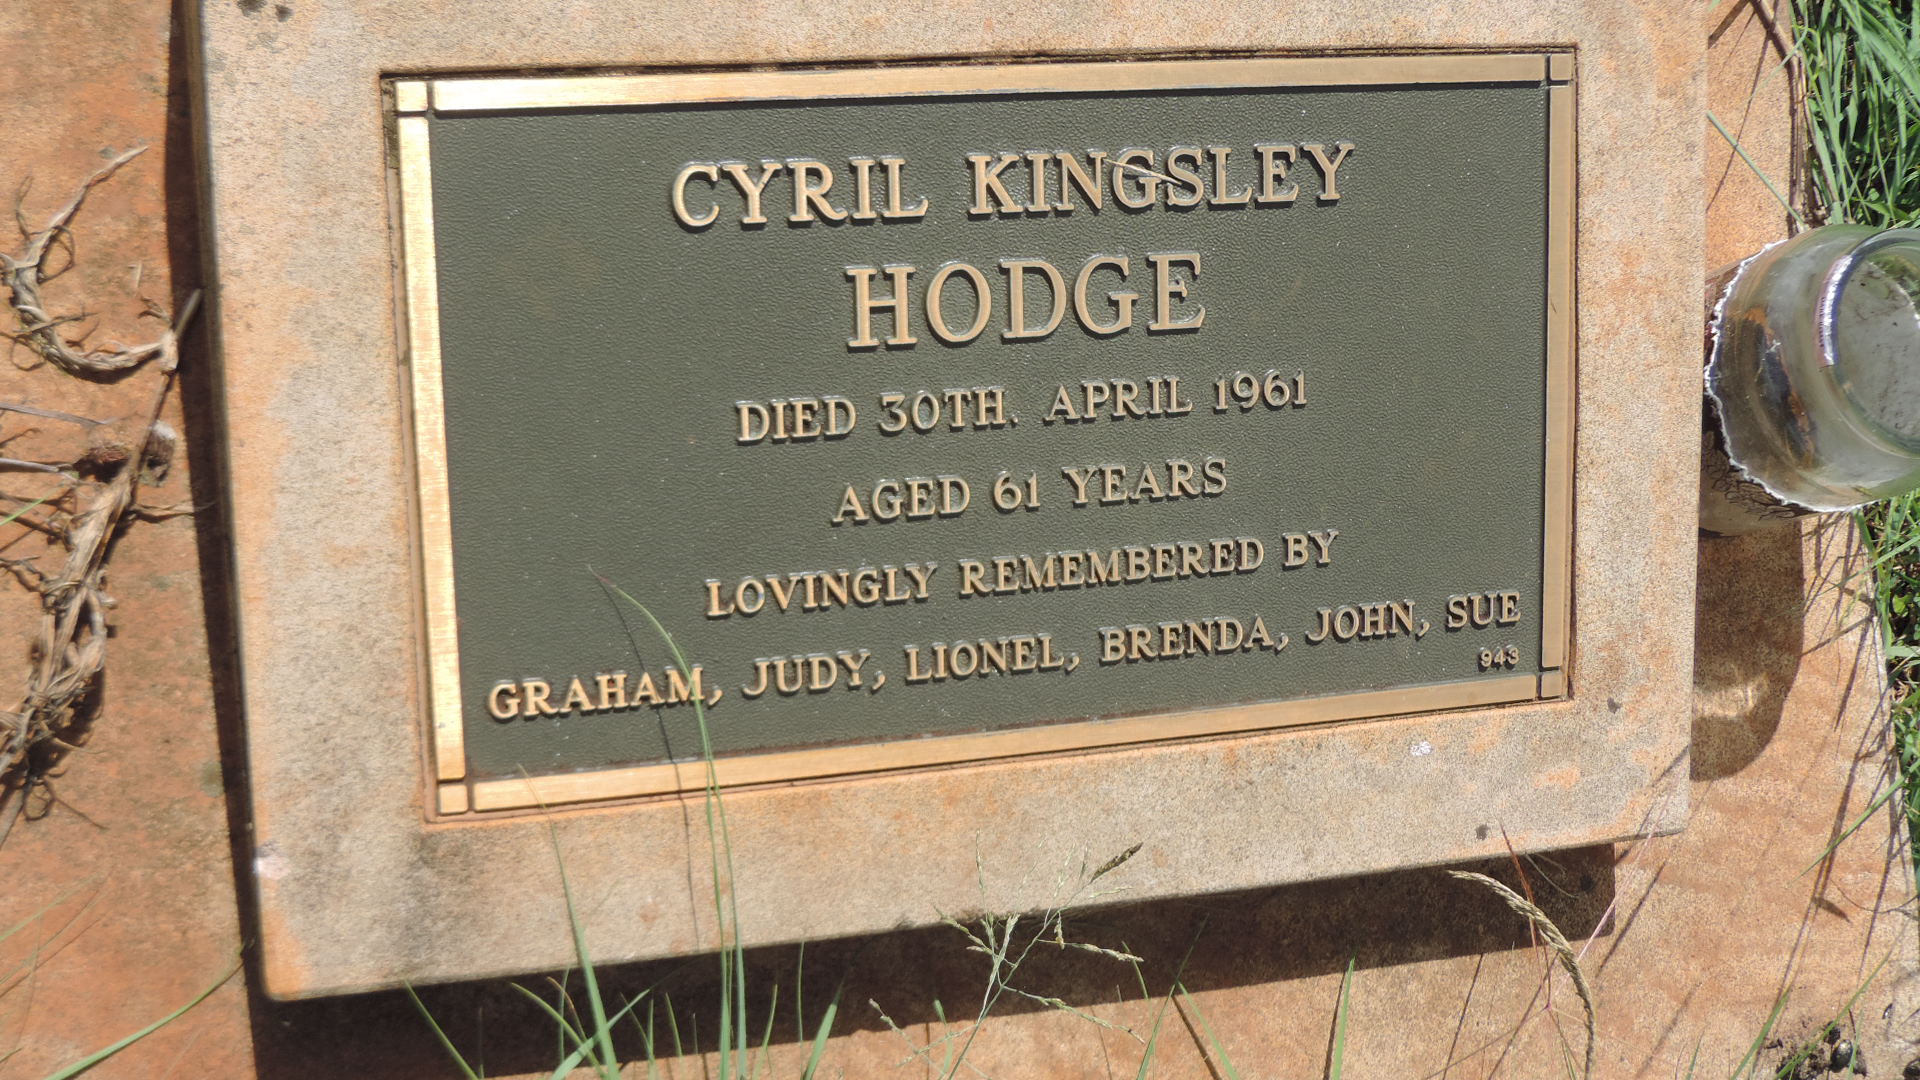 CYRIL KINGSLEY
HODGE
DIED 30TH. APRIL 1961
AGED 61 YEARS
LOVINGLY REMEMBERED BY
GRAHAM, JUDY, LIONEL, BRENDA, JOHN, SUE
943